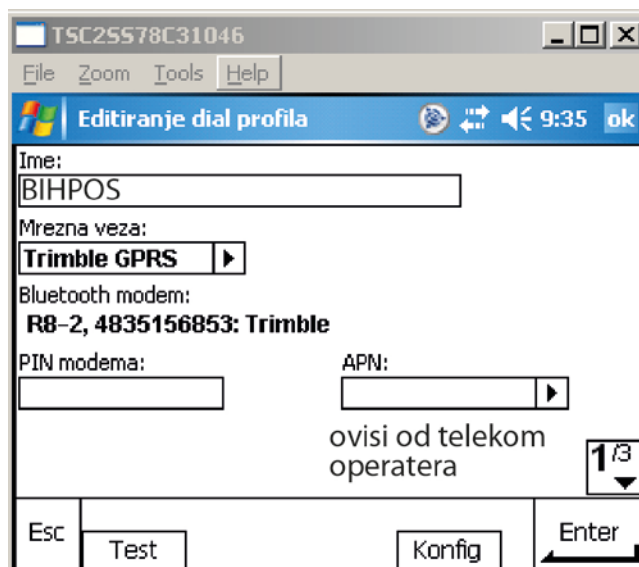 TSC2SS78C31046
File Zoom Tools Help
Editiranje dial profila 9:35 ok
Ime:
BIHPOS
Mrezna veza:
Trimble GPRS
Bluetooth modem:
R8-2, 4835156853: Trimble
PIN modema: APN:
ovisi od telekom
operatera
1/3
Esc Test Konfig Enter